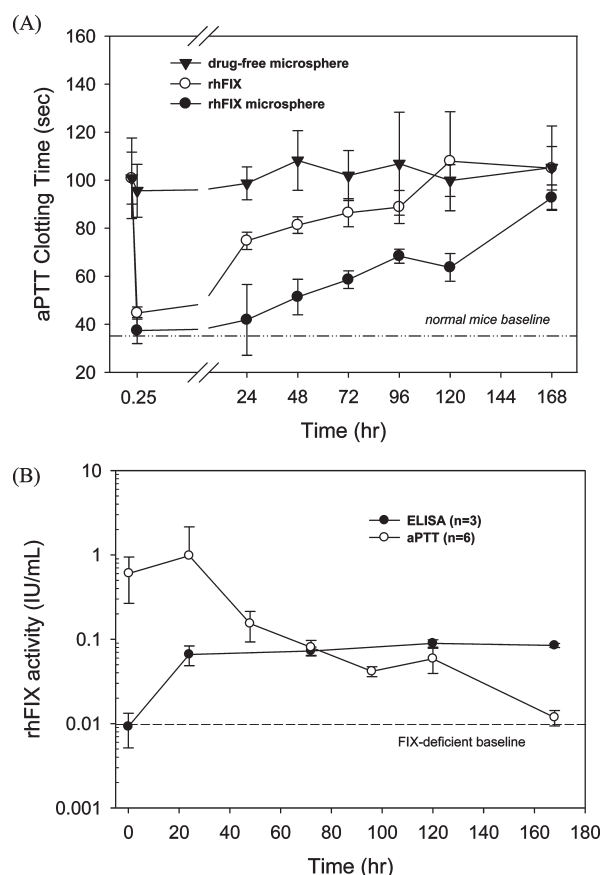 (A)
160
140
120
100
80
60
40
20
aPTT Clotting Time (sec)
drug-free microsphere
rhFIX
rhFIX microsphere
normal mice baseline
0.25 24 48 72 96 120 144 168
Time (hr)
(B)
10
1
0.1
0.01
0.001
rhFIX activity (IU/mL)
ELISA (n=3)
aPTT (n=6)
FIX-deficient baseline
0 20 40 60 80 100 120 140 160 180
Time (hr)